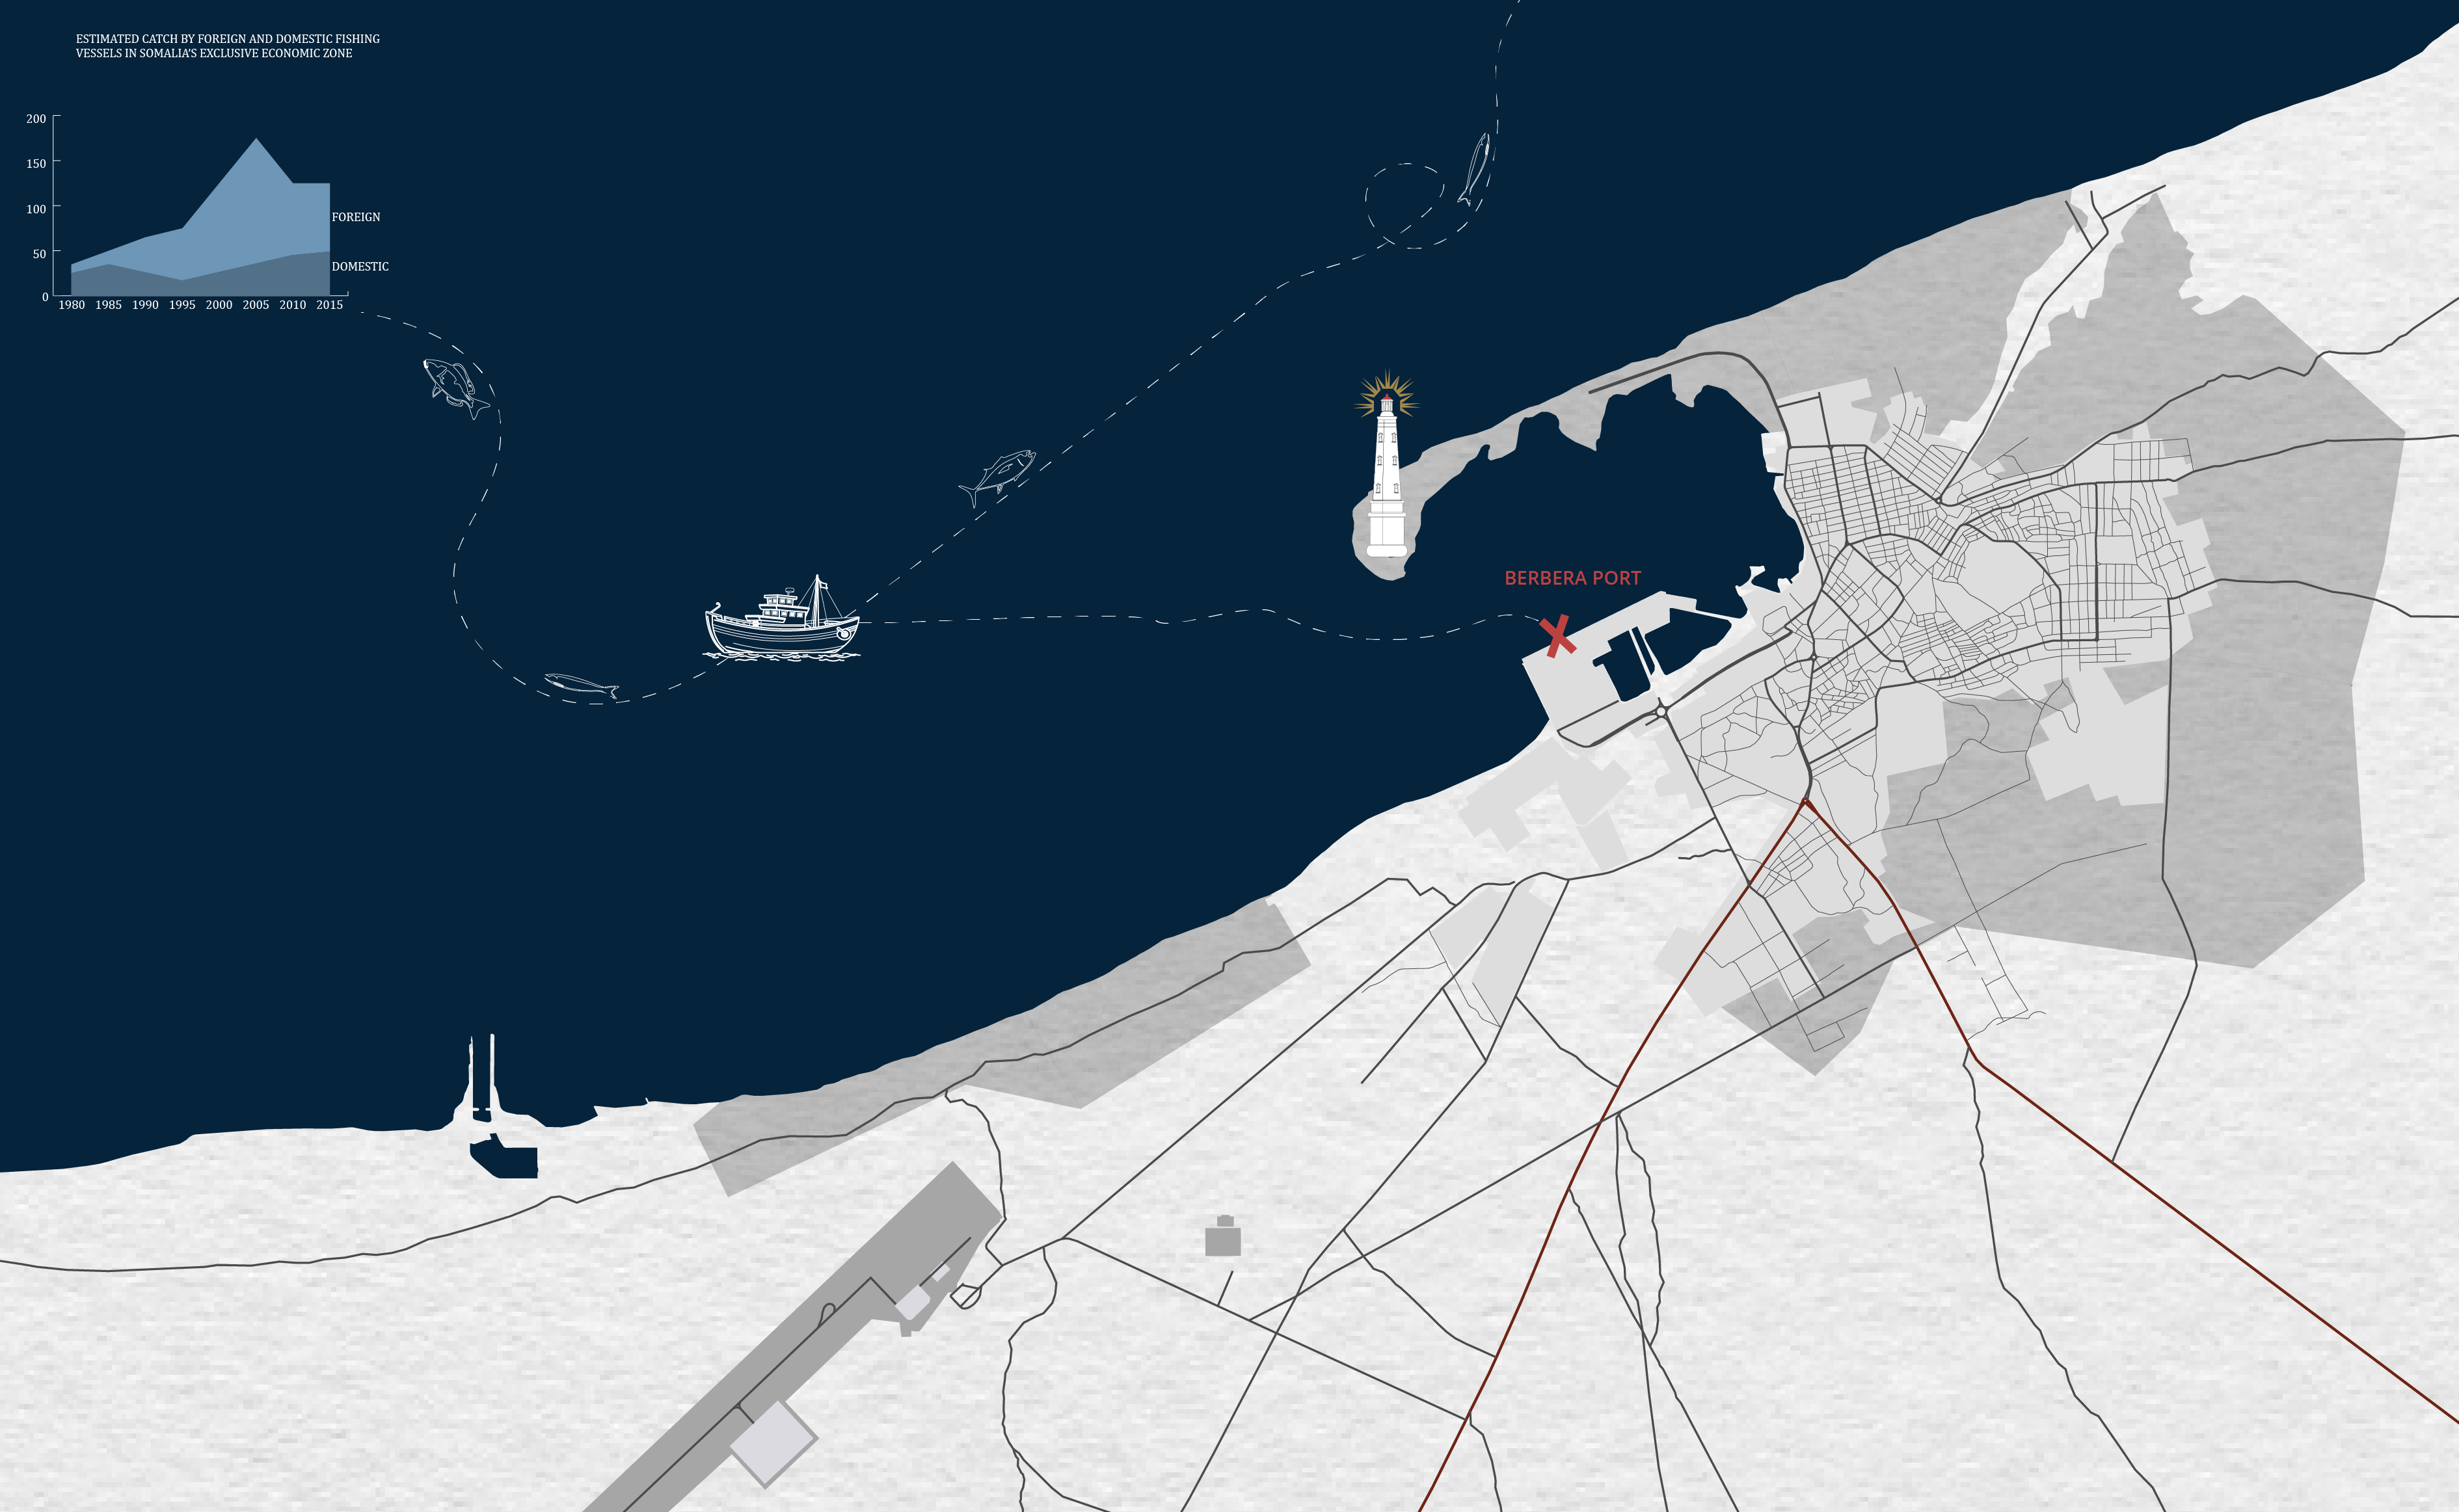 ESTIMATED CATCH BY FOREIGN AND DOMESTIC FISHING
VESSELS IN SOMALIA'S EXCLUSIVE ECONOMIC ZONE
200
150
100
50
0
FOREIGN
DOMESTIC
1980 1985 1990 1995 2000 2005 2010 2015
BERBERA PORT